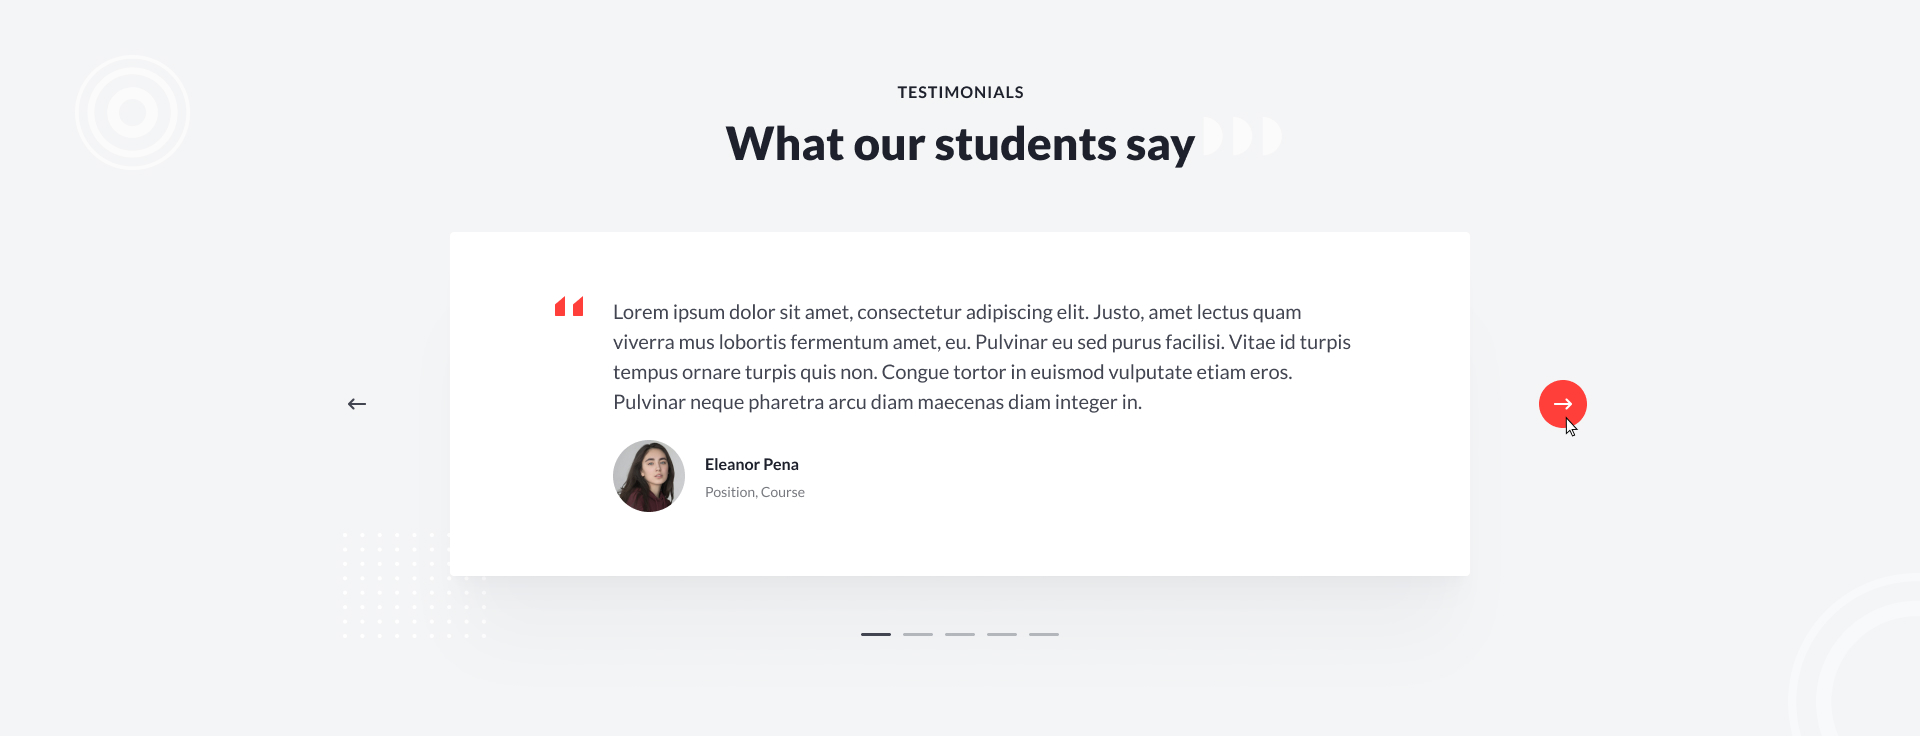 TESTIMONIALS
What our students say
Lorem ipsum dolor sit amet, consectetur adipiscing elit. Justo, amet lectus quam
viverra mus lobortis fermentum amet, eu. Pulvinar eu sed purus facilisi. Vitae id turpis
tempus ornare turpis quis non. Congue tortor in euismod vulputate etiam eros.
Pulvinar neque pharetra arcu diam maecenas diam integer in.
Eleanor Pena
Position, Course